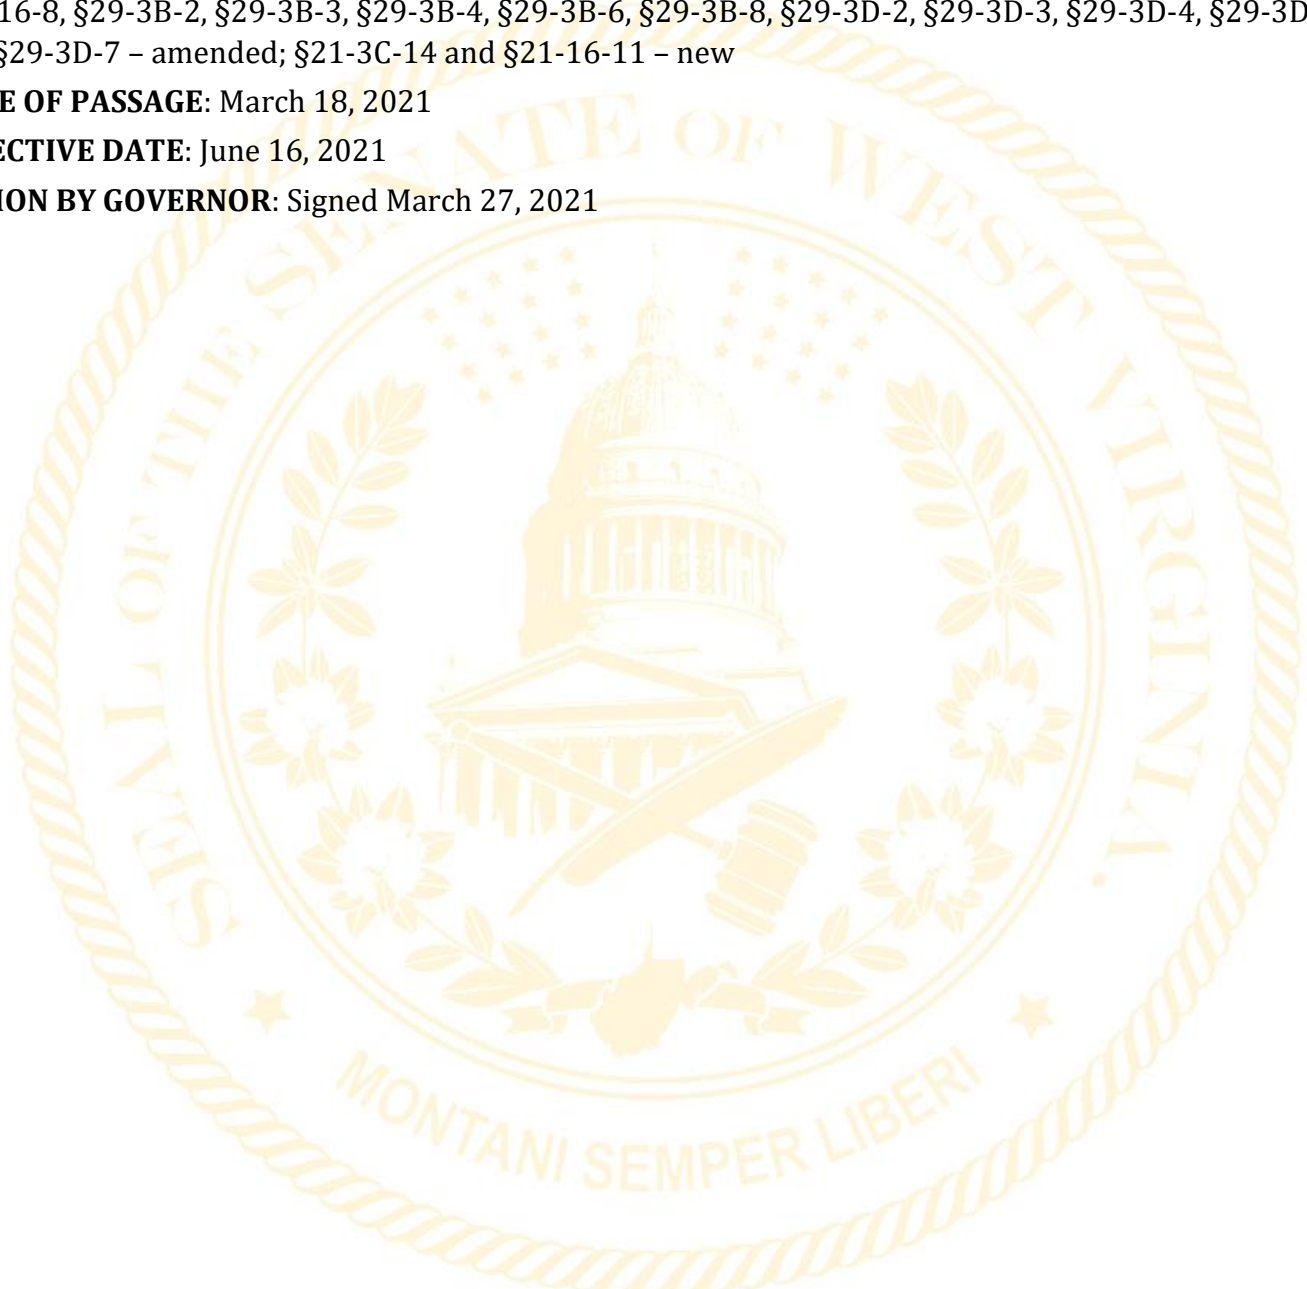 16-8, §29-3B-2, §29-3B-3, §29-3B-4, §29-3B-6, §29-3B-8, §29-3D-2, §29-3D-3, §29-3D-4, §29-3D
§29-3D-7 – amended; §21-3C-14 and §21-16-11 – new
E OF PASSAGE: March 18, 2021
ECTIVE DATE: June 16, 2021
ION BY GOVERNOR: Signed March 27, 2021
SEAL OF THE SENATE OF WEST VIRGINIA
MONTANI SEMPER LIBERI